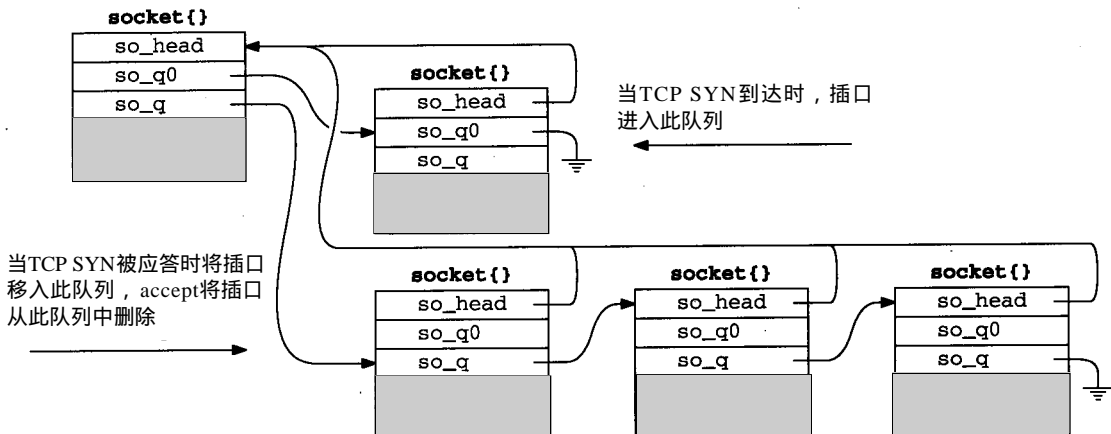 socket{}
so_head
so_q0
so_q
socket{}
so_head
so_q0
so_q
当TCP SYN到达时，插口
进入此队列
当TCP SYN被应答时将插口
移入此队列，accept将插口
从此队列中删除
socket{}
so_head
so_q0
so_q
socket{}
so_head
so_q0
so_q
socket{}
so_head
so_q0
so_q